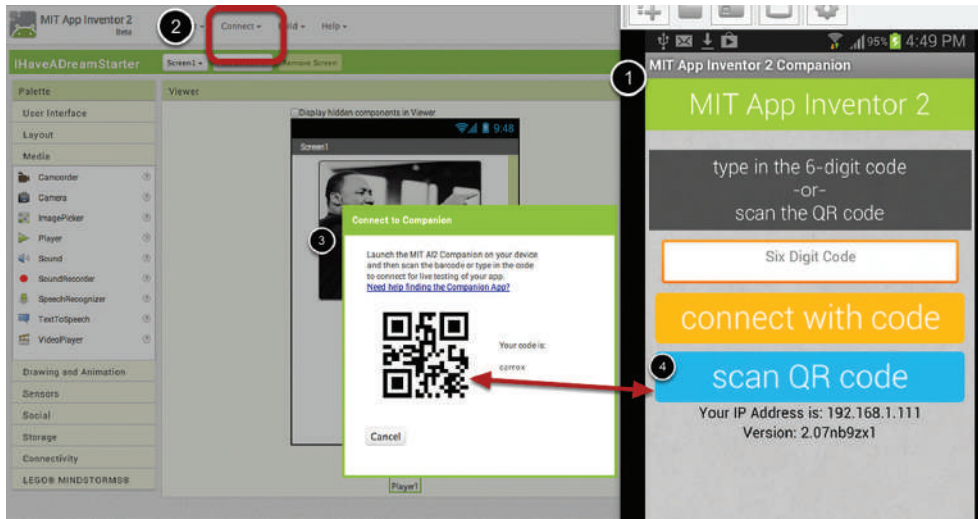 MIT App Inventor 2
Beta
2
Connect
Build
Help
IHaveADreamStarter
Screen1
Remove Screen
Palette
User Interface
Layout
Media
Camcorder
Camera
ImagePicker
Player
Sound
SoundRecorder
SpeechRecognizer
TextToSpeech
VideoPlayer
Drawing and Animation
Sensors
Social
Storage
Connectivity
LEGO® MINDSTORMS®
Viewer
Display hidden components in Viewer
9:48
Screen1
3
Connect to Companion
Launch the MIT AI2 Companion on your device
and then scan the barcode or type in the code
to connect for live testing of your app.
Need help finding the Companion App?
Your code is:
Cancel
Player1
95% 4:49 PM
1
MIT App Inventor 2 Companion
MIT App Inventor 2
type in the 6-digit code
-or-
scan the QR code
Six Digit Code
connect with code
4
scan QR code
Your IP Address is: 192.168.1.111
Version: 2.07nb9zx1